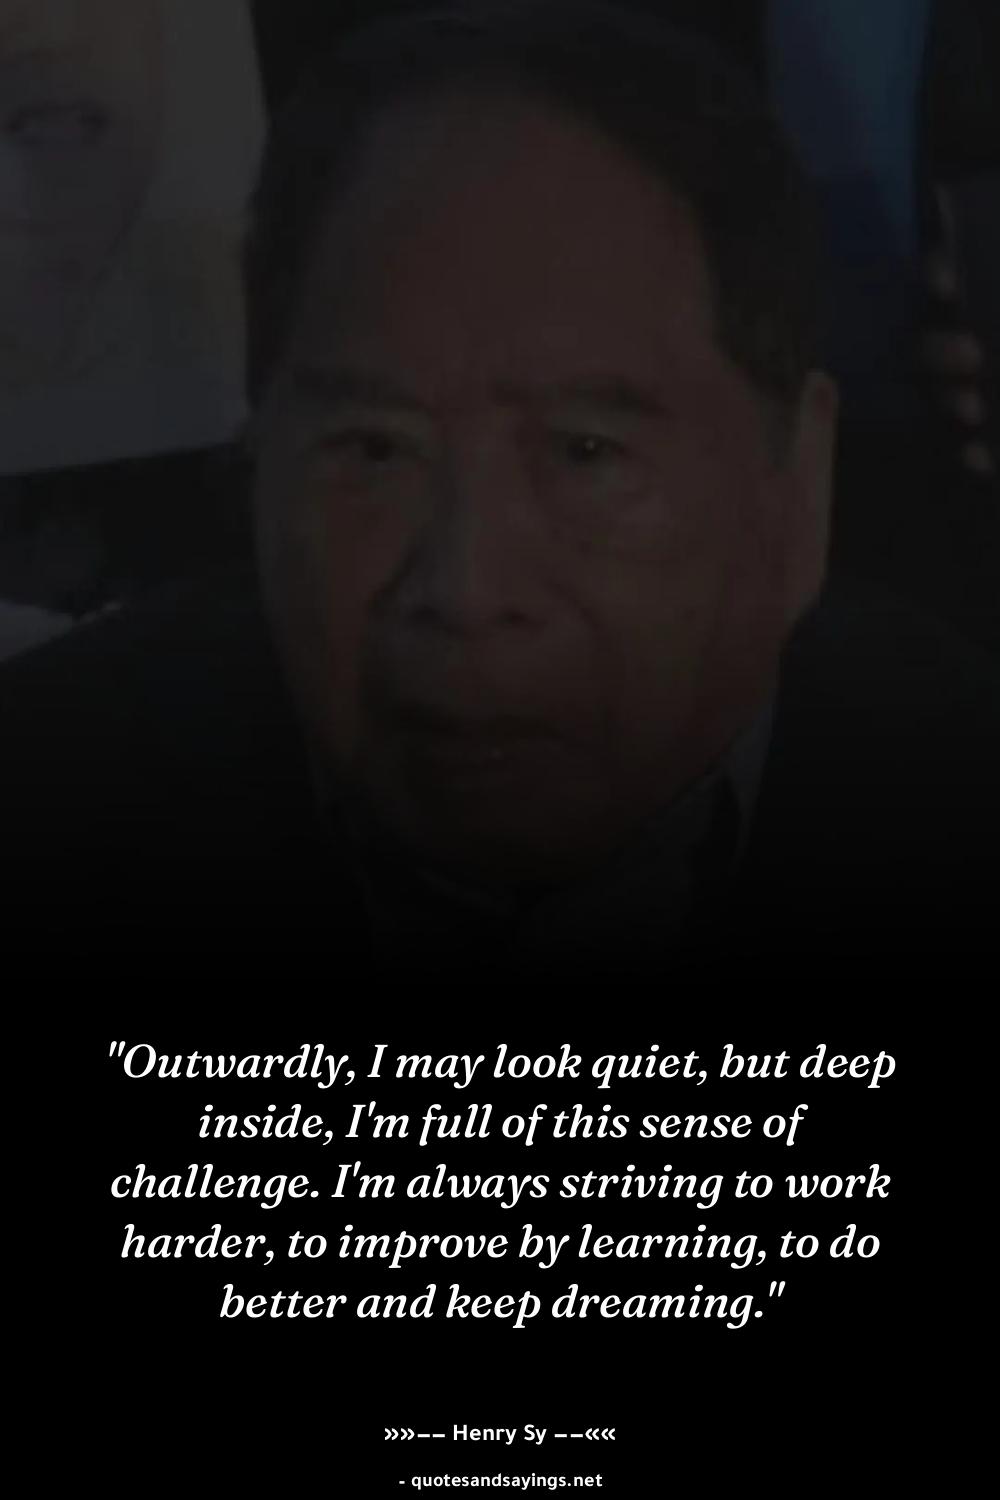 "Outwardly, I may look quiet, but deep
inside, I'm full of this sense of
challenge. I'm always striving to work
harder, to improve by learning, to do
better and keep dreaming."
»»−− Henry Sy −−««
- quotesandsayings.net